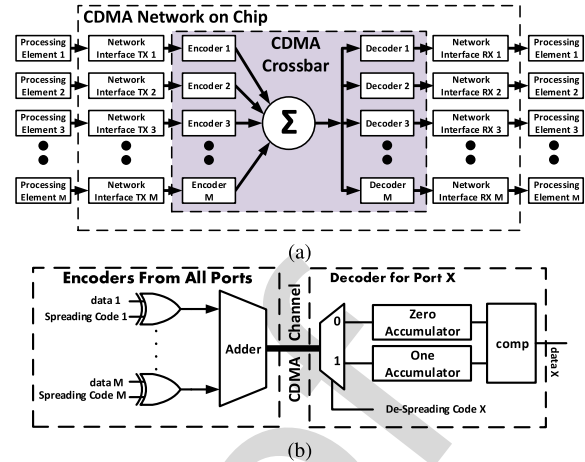 CDMA Network on Chip
Processing Element 1
Network Interface TX 1
Encoder 1
CDMA Crossbar
Decoder 1
Network Interface RX 1
Processing Element 1
Processing Element 2
Network Interface TX 2
Encoder 2
Decoder 2
Network Interface RX 2
Processing Element 2
Processing Element 3
Network Interface TX 3
Encoder 3
Σ
Decoder 3
Network Interface RX 3
Processing Element 3
Processing Element M
Network Interface TX M
Encoder M
Decoder M
Network Interface RX M
Processing Element M
(a)
Encoders From All Ports
Decoder for Port X
data 1
Spreading Code 1
data M
Spreading Code M
Adder
CDMA Channel
0
1
Zero Accumulator
One Accumulator
comp
data X
De-Spreading Code X
(b)